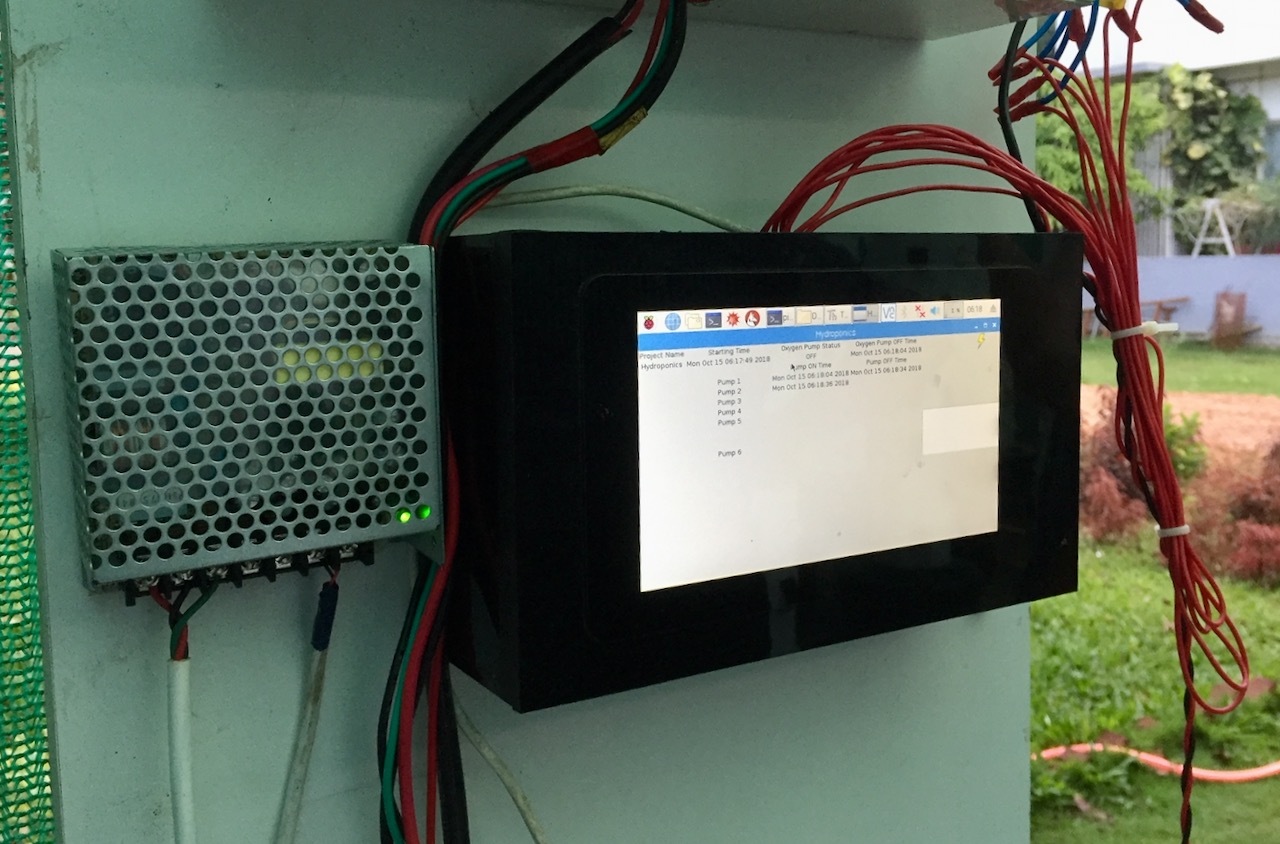 06:18
Hydroponics
Project Name Starting Time Oxygen Pump Status Oxygen Pump OFF Time
Hydroponics Mon Oct 15 06:17:49 2018 OFF Mon Oct 15 06:18:04 2018
Pump ON Time Pump OFF Time
Pump 1 Mon Oct 15 06:18:04 2018 Mon Oct 15 06:18:34 2018
Pump 2 Mon Oct 15 06:18:36 2018
Pump 3
Pump 4
Pump 5
Pump 6